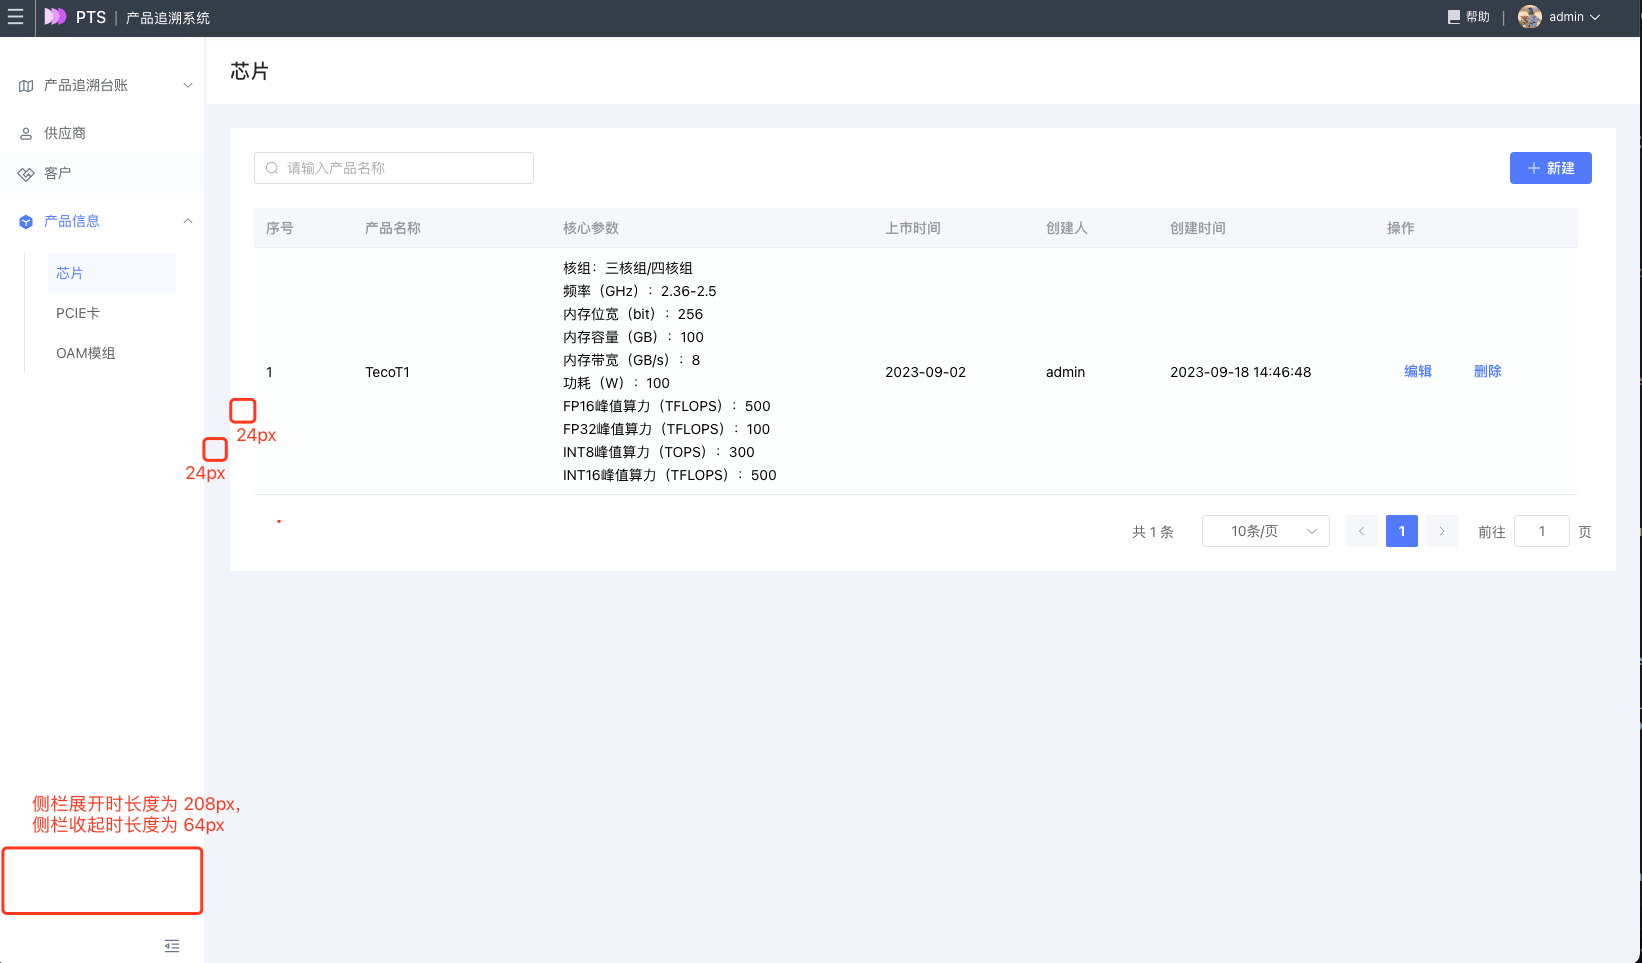 PTS | 产品追溯系统
帮助 | admin
产品追溯台账
供应商
客户
产品信息
芯片
PCIE卡
OAM模组
芯片
请输入产品名称
新建
序号 产品名称 核心参数 上市时间 创建人 创建时间 操作
核组：三核组/四核组
频率（GHz）：2.36-2.5
内存位宽（bit）：256
内存容量（GB）：100
内存带宽（GB/s）：8
1 TecoT1 2023-09-02 admin 2023-09-18 14:46:48 编辑 删除
功耗（W）：100
FP16峰值算力（TFLOPS）：500
FP32峰值算力（TFLOPS）：100
INT8峰值算力（TOPS）：300
INT16峰值算力（TFLOPS）：500
24px
24px
共 1 条 10条/页 1 前往 1 页
侧栏展开时长度为 208px，
侧栏收起时长度为 64px